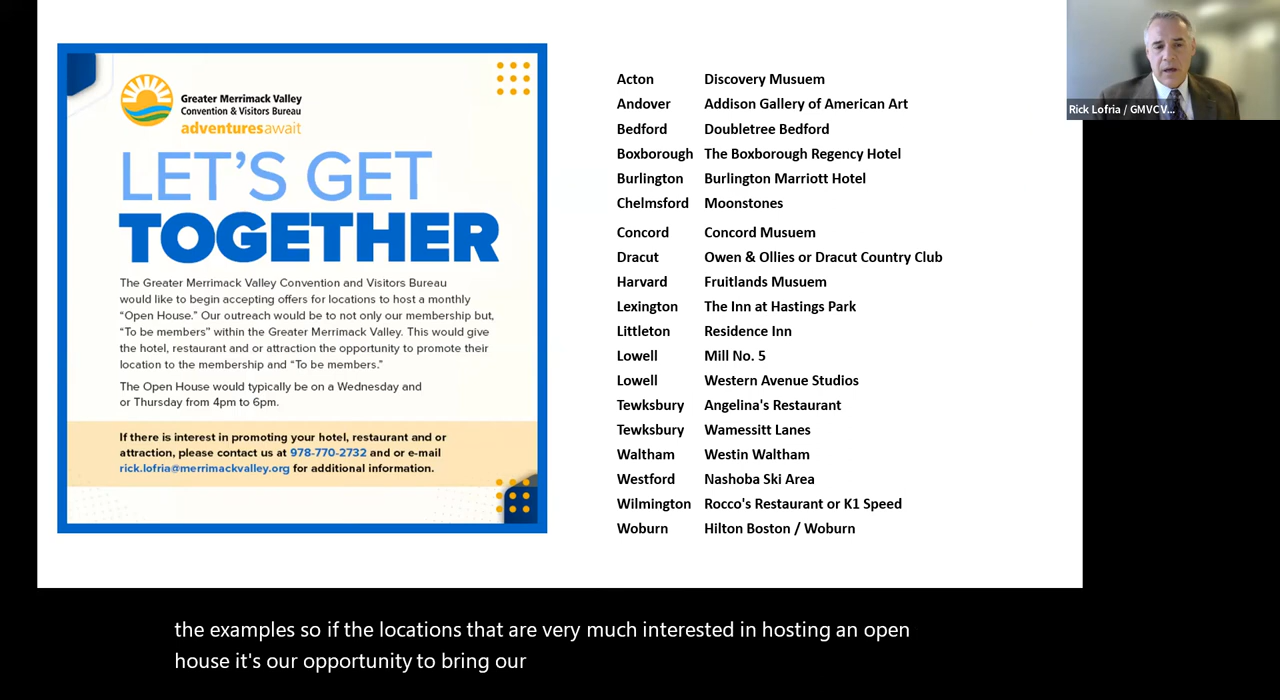 Greater Merrimack Valley
Convention & Visitors Bureau
adventuresawait
LET'S GET
TOGETHER
The Greater Merrimack Valley Convention and Visitors Bureau
would like to begin accepting offers for locations to host a monthly
“Open House.” Our outreach would be to not only our membership but,
“To be members” within the Greater Merrimack Valley. This would give
the hotel, restaurant and or attraction the opportunity to promote their
location to the membership and “To be members.”
The Open House would typically be on a Wednesday and
or Thursday from 4pm to 6pm.
If there is interest in promoting your hotel, restaurant and or
attraction, please contact us at 978-770-2732 and or e-mail
rick.lofria@merrimackvalley.org for additional information.
Acton Discovery Musuem
Andover Addison Gallery of American Art
Bedford Doubletree Bedford
Boxborough The Boxborough Regency Hotel
Burlington Burlington Marriott Hotel
Chelmsford Moonstones
Concord Concord Musuem
Dracut Owen & Ollies or Dracut Country Club
Harvard Fruitlands Musuem
Lexington The Inn at Hastings Park
Littleton Residence Inn
Lowell Mill No. 5
Lowell Western Avenue Studios
Tewksbury Angelina's Restaurant
Tewksbury Wamessitt Lanes
Waltham Westin Waltham
Westford Nashoba Ski Area
Wilmington Rocco's Restaurant or K1 Speed
Woburn Hilton Boston / Woburn
Rick Lofria / GMVC V...
the examples so if the locations that are very much interested in hosting an open
house it's our opportunity to bring our